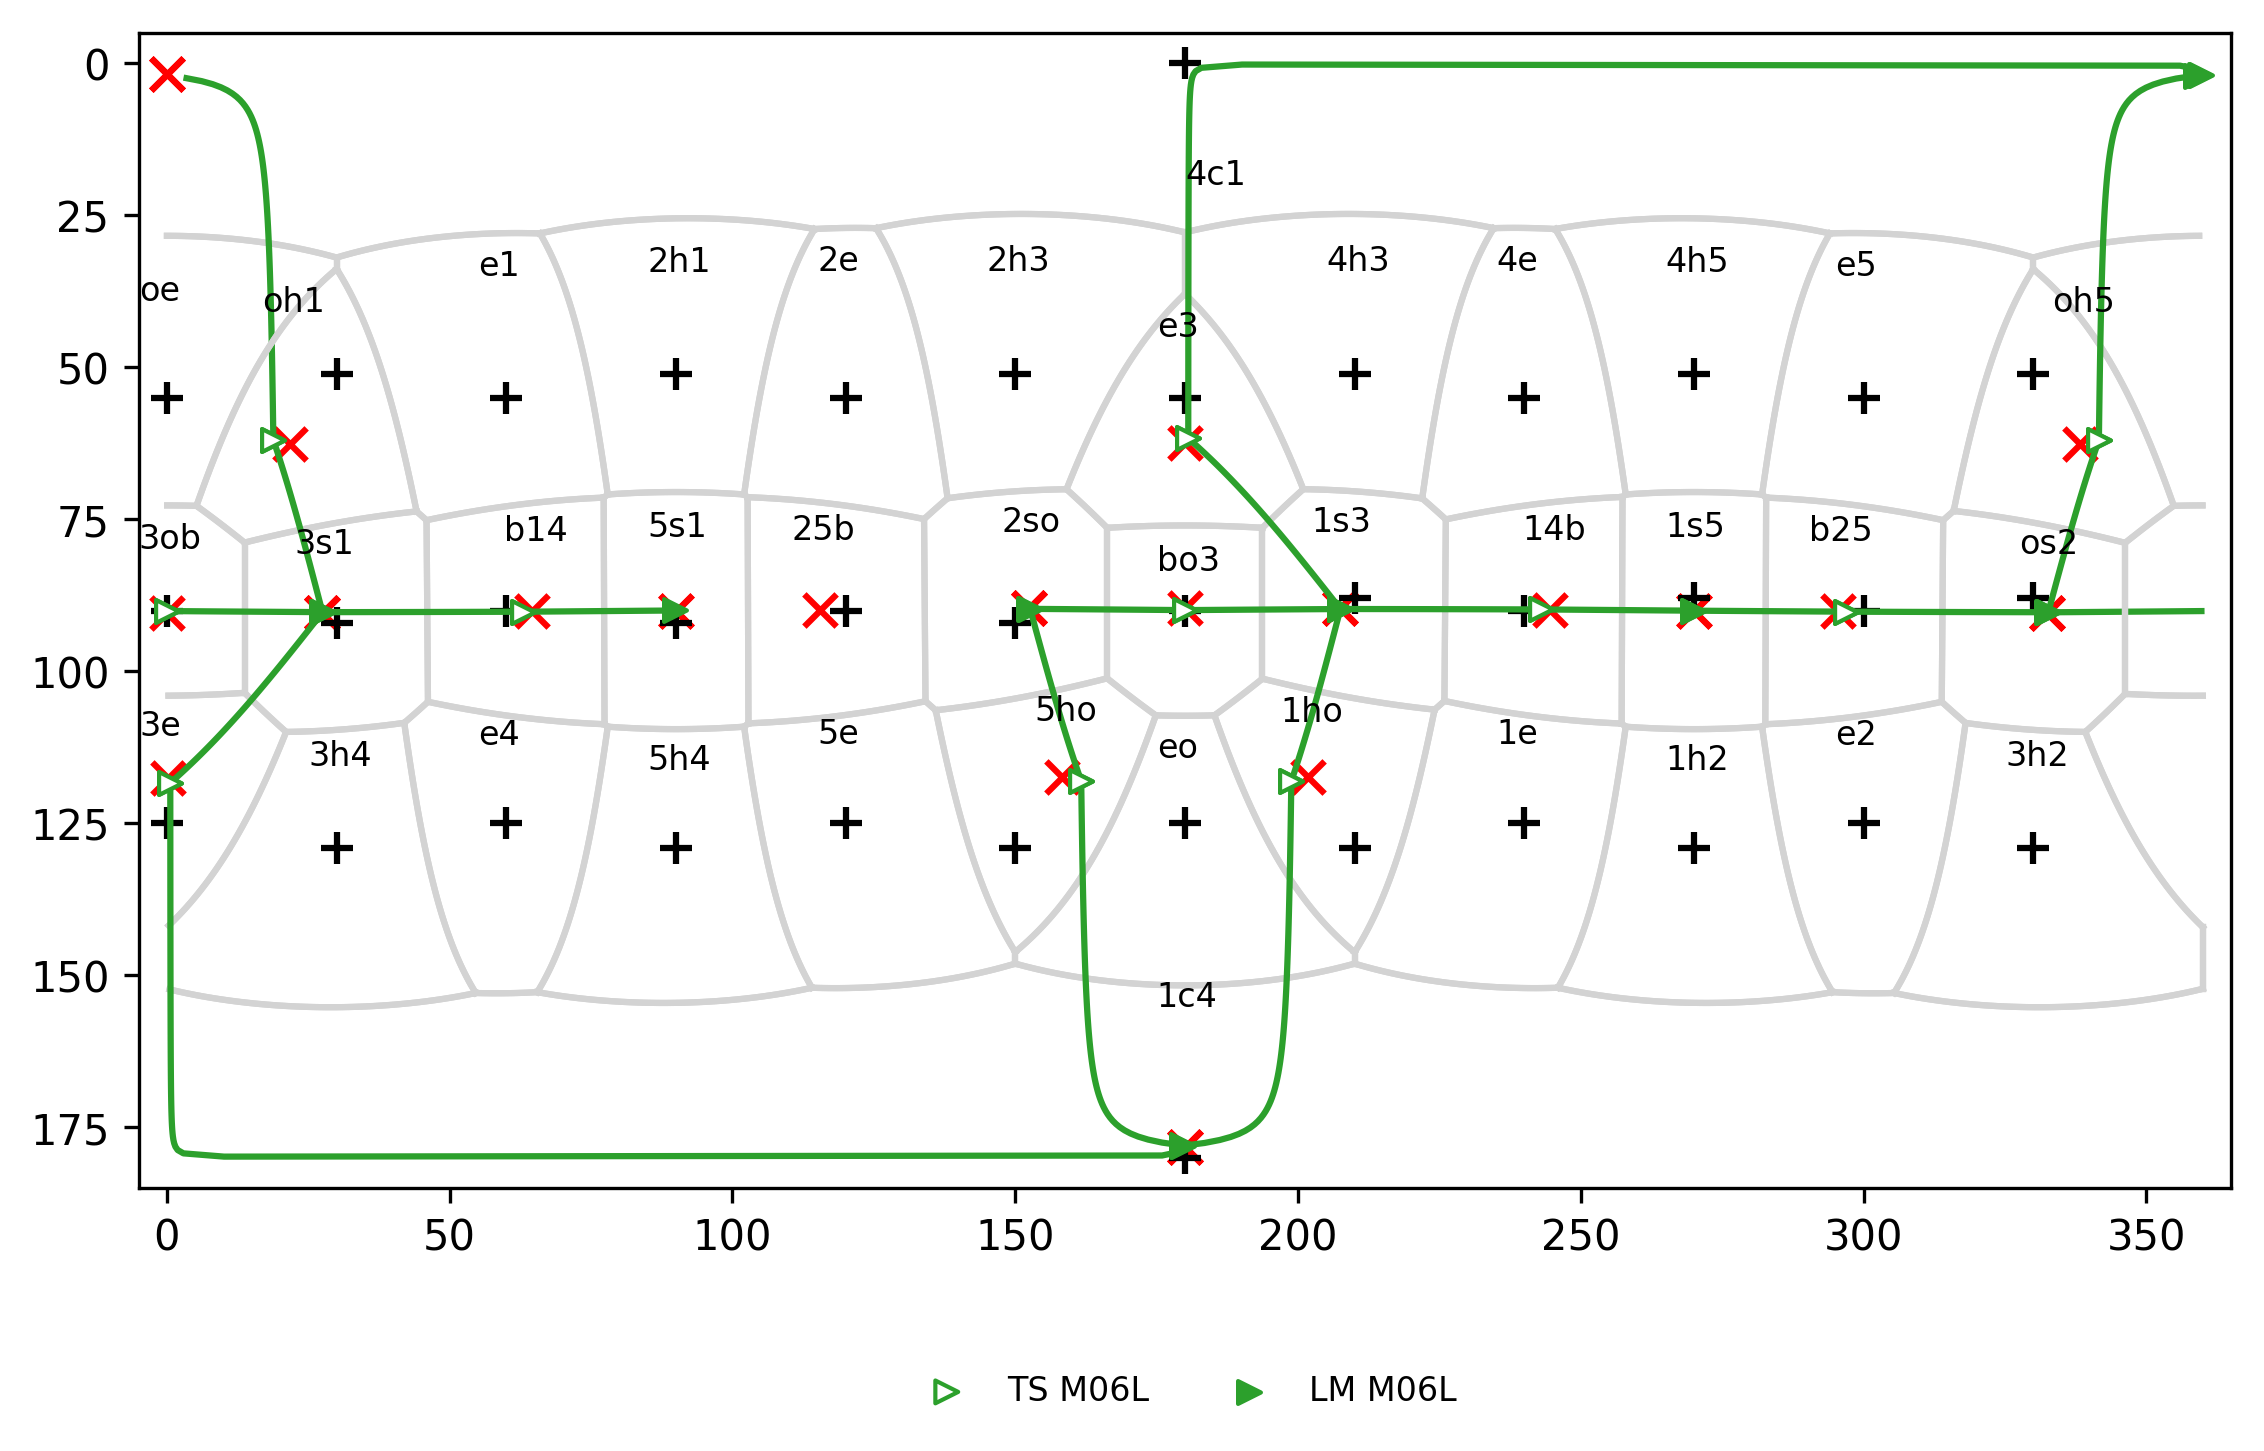 0
4c1
25
e1 2h1 2e 2h3 4h3 4e 4h5 e5
oe oh1 oh5
e3
50
75
3ob 3s1 b14 5s1 25b 2so 1s3 14b 1s5 b25 os2
bo3
100
5ho 1ho
3e e4 5e 1e e2
3h4 5h4 eo 1h2 3h2
125
150
1c4
175
0 50 100 150 200 250 300 350
TS M06L LM M06L